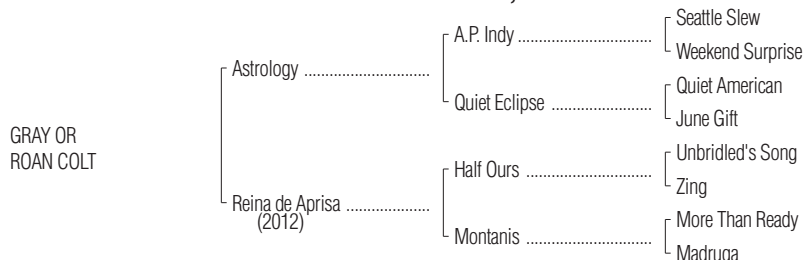 Seattle Slew
A.P. Indy ..................................
Weekend Surprise
Astrology .............................
Quiet American
Quiet Eclipse .........................
June Gift
GRAY OR
ROAN COLT
Unbridled's Song
Half Ours ...............................
Zing
Reina de Aprisa ...................
(2012)
More Than Ready
Montanis ...............................
Madruga